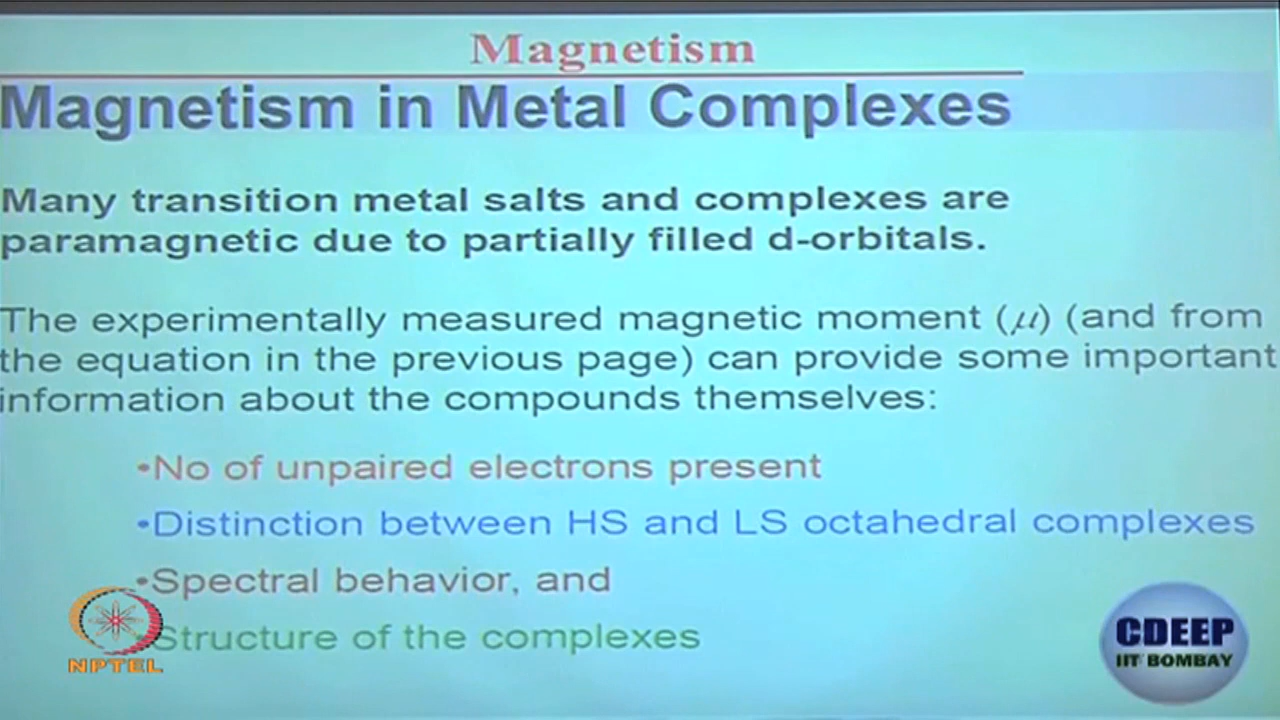 Magnetism
Magnetism in Metal Complexes
Many transition metal salts and complexes are
paramagnetic due to partially filled d-orbitals.
The experimentally measured magnetic moment (μ) (and from
the equation in the previous page) can provide some important
information about the compounds themselves:
•No of unpaired electrons present
•Distinction between HS and LS octahedral complexes
•Spectral behavior, and
Structure of the complexes
NPTEL
CDEEP
IIT BOMBAY